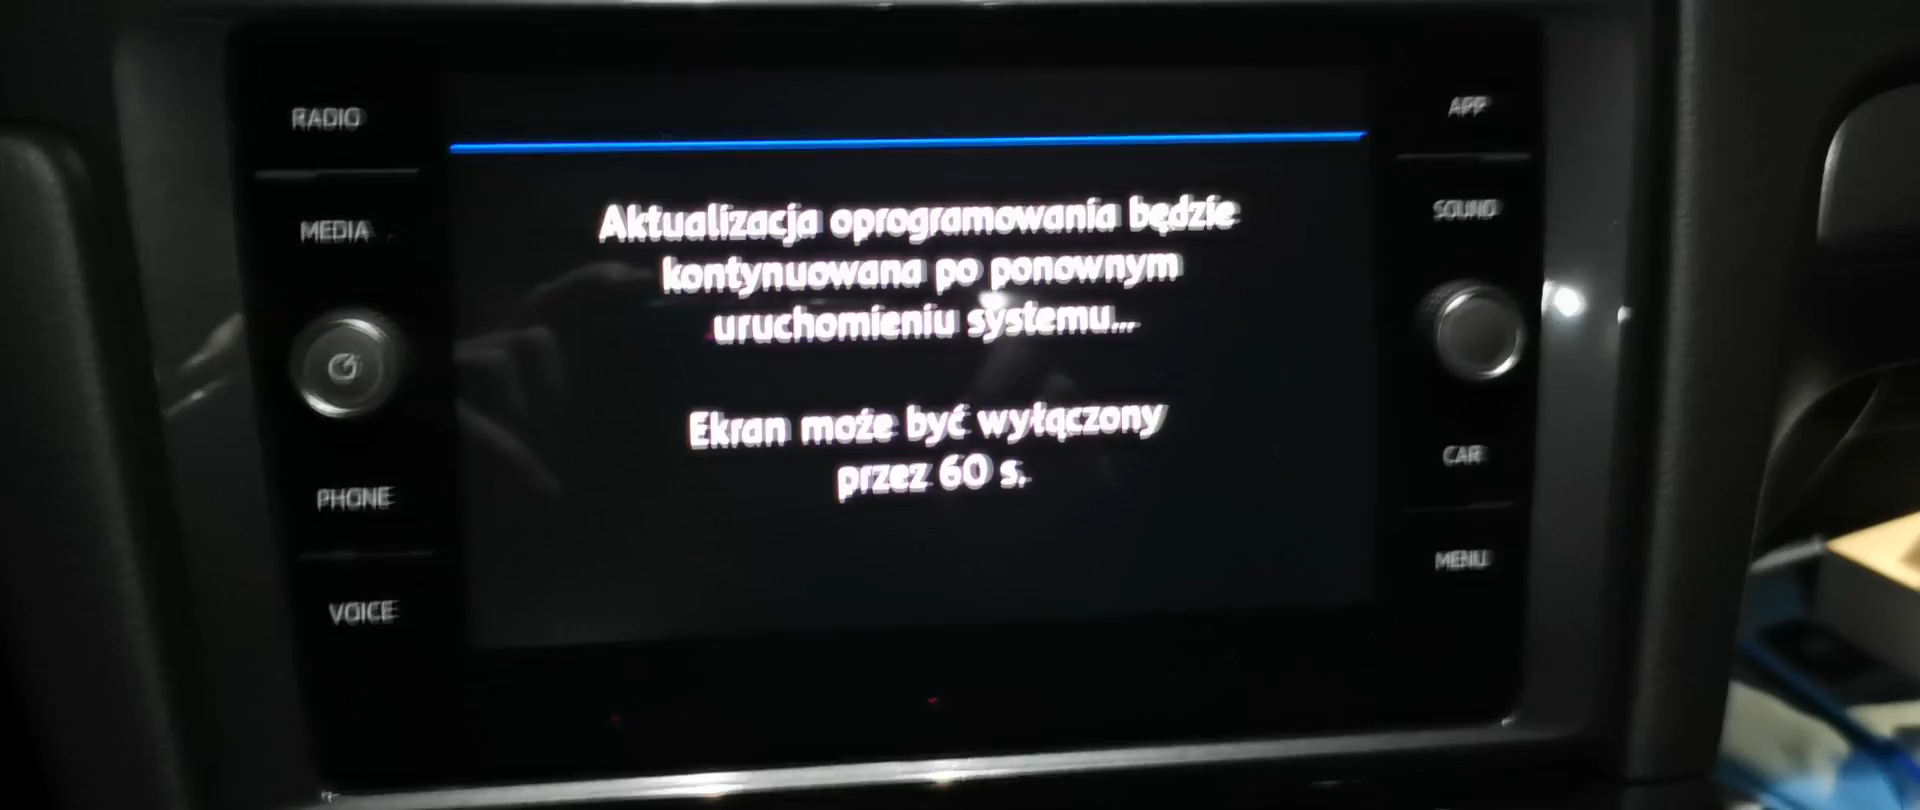 RADIO
MEDIA
PHONE
VOICE
Aktualizacja oprogramowania będzie
kontynuowana po ponownym
uruchomieniu systemu...
Ekran może być wyłączony
przez 60 s.
APP
SOUND
CAR
MENU